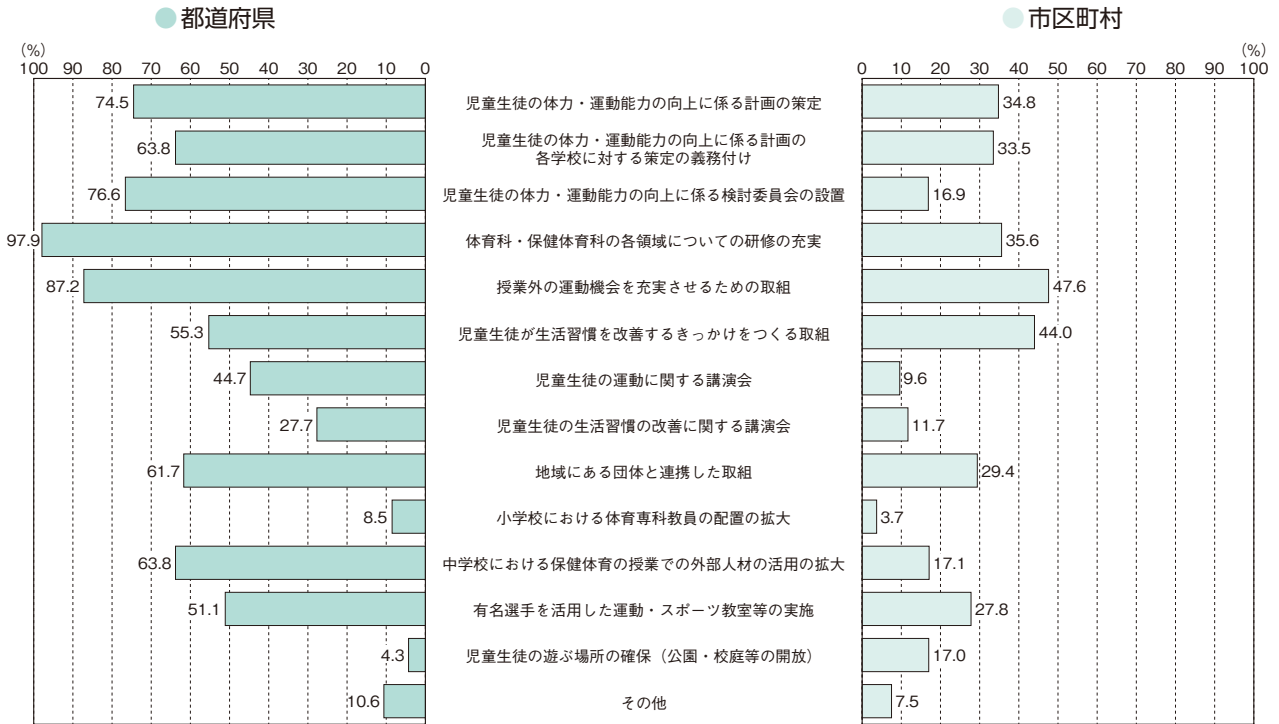 都道府県
市区町村
(%)
(%)
100 90 80 70 60 50 40 30 20 10 0
0 10 20 30 40 50 60 70 80 90 100
74.5 児童生徒の体力・運動能力の向上に係る計画の策定 34.8
児童生徒の体力・運動能力の向上に係る計画の
63.8 各学校に対する策定の義務付け 33.5
76.6 児童生徒の体力・運動能力の向上に係る検討委員会の設置 16.9
97.9 体育科・保健体育科の各領域についての研修の充実 35.6
87.2 授業外の運動機会を充実させるための取組 47.6
55.3 児童生徒が生活習慣を改善するきっかけをつくる取組 44.0
44.7 児童生徒の運動に関する講演会 9.6
27.7 児童生徒の生活習慣の改善に関する講演会 11.7
61.7 地域にある団体と連携した取組 29.4
8.5 小学校における体育専科教員の配置の拡大 3.7
63.8 中学校における保健体育の授業での外部人材の活用の拡大 17.1
51.1 有名選手を活用した運動・スポーツ教室等の実施 27.8
4.3 児童生徒の遊ぶ場所の確保（公園・校庭等の開放） 17.0
10.6 その他 7.5